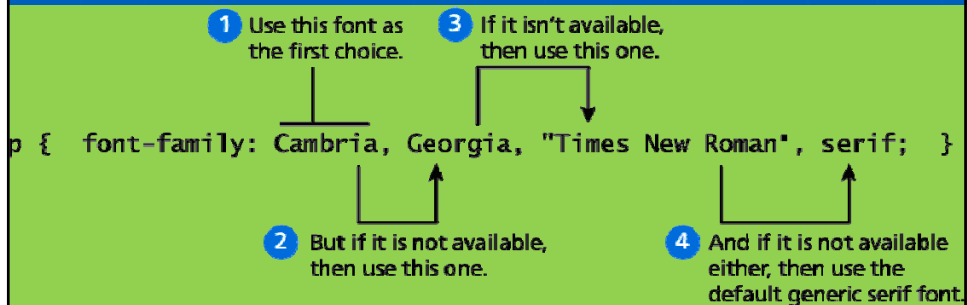 1 Use this font as
the first choice.
3 If it isn't available,
then use this one.
p { font-family: Cambria, Georgia, "Times New Roman", serif; }
2 But if it is not available,
then use this one.
4 And if it is not available
either, then use the
default generic serif font.